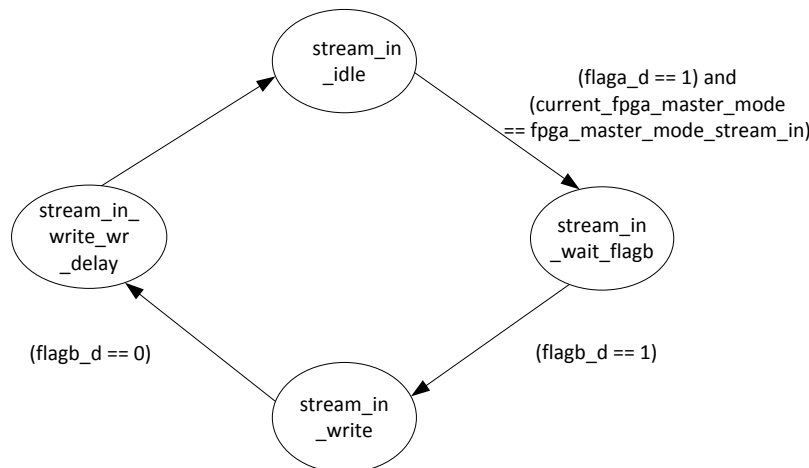 stream_in
_idle
(flaga_d == 1) and
(current_fpga_master_mode
== fpga_master_mode_stream_in)
stream_in_
write_wr
_delay
stream_in
_wait_flagb
(flagb_d == 0)
(flagb_d == 1)
stream_in
_write